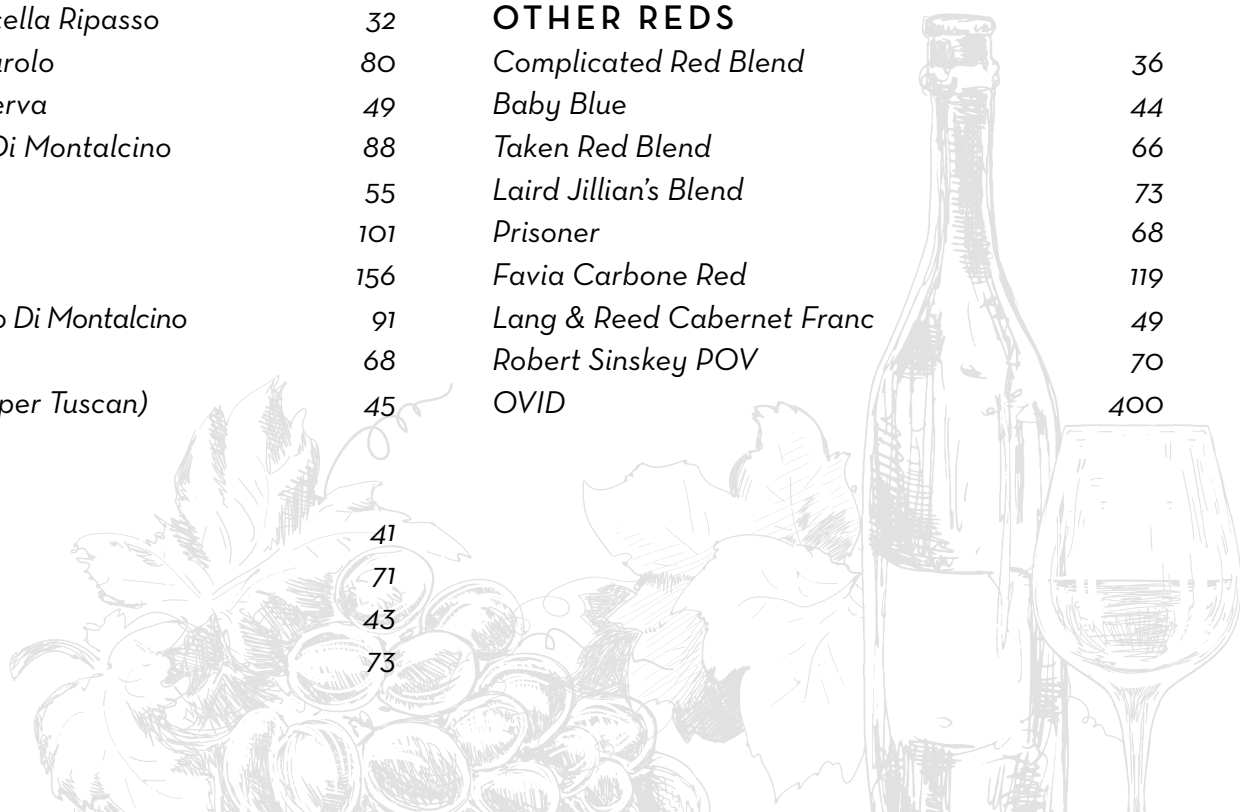 ella Ripasso 32
rolo 80
erva 49
Di Montalcino 88
55
101
156
Di Montalcino 91
68
per Tuscan) 45
41
71
43
73
OTHER REDS
Complicated Red Blend 36
Baby Blue 44
Taken Red Blend 66
Laird Jillian's Blend 73
Prisoner 68
Favia Carbone Red 119
Lang & Reed Cabernet Franc 49
Robert Sinskey POV 70
OVID 400